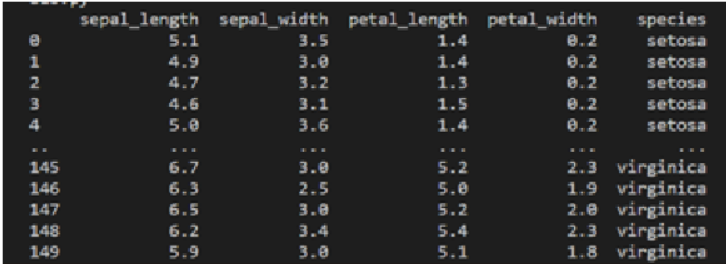 sepal_length sepal_width petal_length petal_width species
0 5.1 3.5 1.4 0.2 setosa
1 4.9 3.0 1.4 0.2 setosa
2 4.7 3.2 1.3 0.2 setosa
3 4.6 3.1 1.5 0.2 setosa
4 5.0 3.6 1.4 0.2 setosa
.. ... ... ... ... ...
145 6.7 3.0 5.2 2.3 virginica
146 6.3 2.5 5.0 1.9 virginica
147 6.5 3.0 5.2 2.0 virginica
148 6.2 3.4 5.4 2.3 virginica
149 5.9 3.0 5.1 1.8 virginica